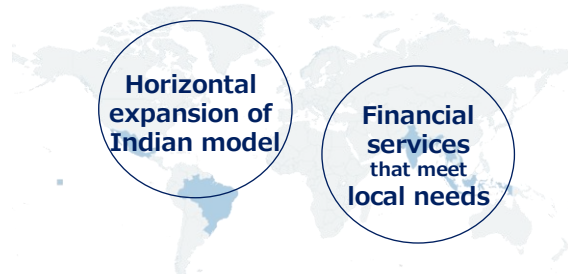 Horizontal
expansion of
Indian model
Financial
services
that meet
local needs